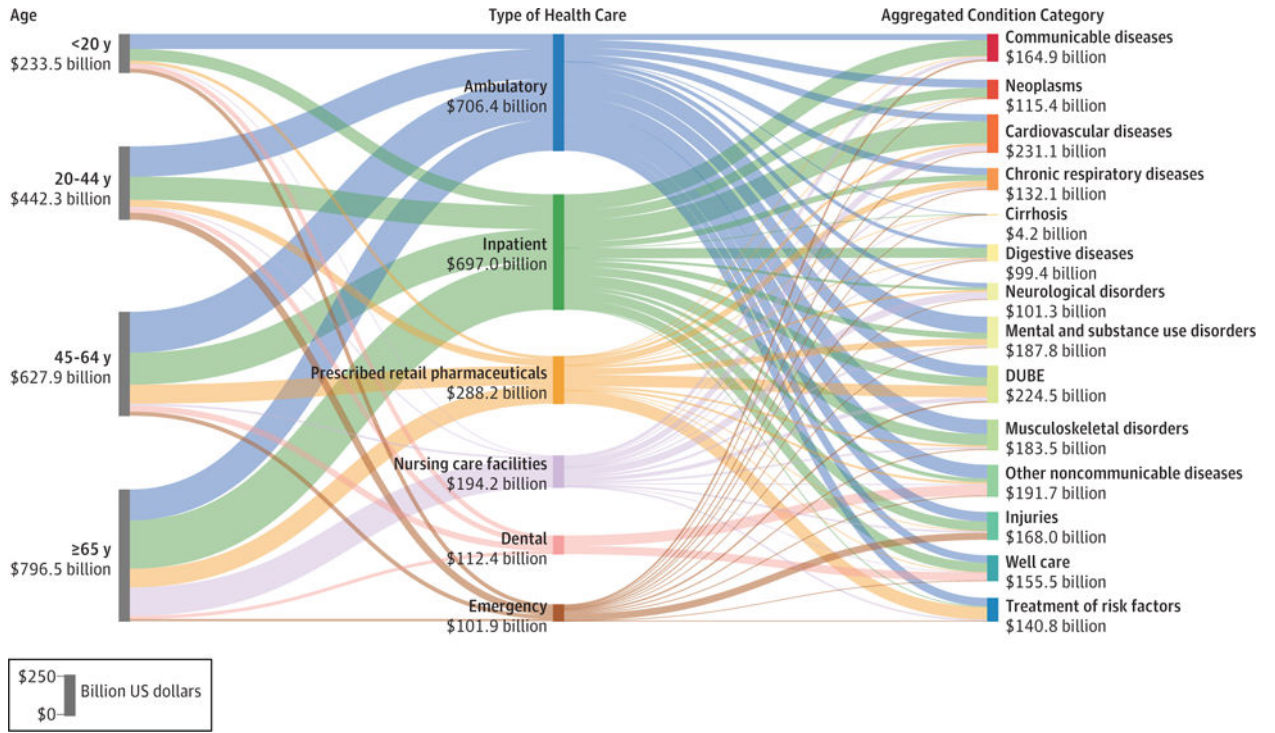 Age
<20 y
$233.5 billion
20-44 y
$442.3 billion
45-64 y
$627.9 billion
≥65 y
$796.5 billion
Type of Health Care
Ambulatory
$706.4 billion
Inpatient
$697.0 billion
Prescribed retail pharmaceuticals
$288.2 billion
Nursing care facilities
$194.2 billion
Dental
$112.4 billion
Emergency
$101.9 billion
Aggregated Condition Category
Communicable diseases
$164.9 billion
Neoplasms
$115.4 billion
Cardiovascular diseases
$231.1 billion
Chronic respiratory diseases
$132.1 billion
Cirrhosis
$4.2 billion
Digestive diseases
$99.4 billion
Neurological disorders
$101.3 billion
Mental and substance use disorders
$187.8 billion
DUBE
$224.5 billion
Musculoskeletal disorders
$183.5 billion
Other noncommunicable diseases
$191.7 billion
Injuries
$168.0 billion
Well care
$155.5 billion
Treatment of risk factors
$140.8 billion
$250
Billion US dollars
$0